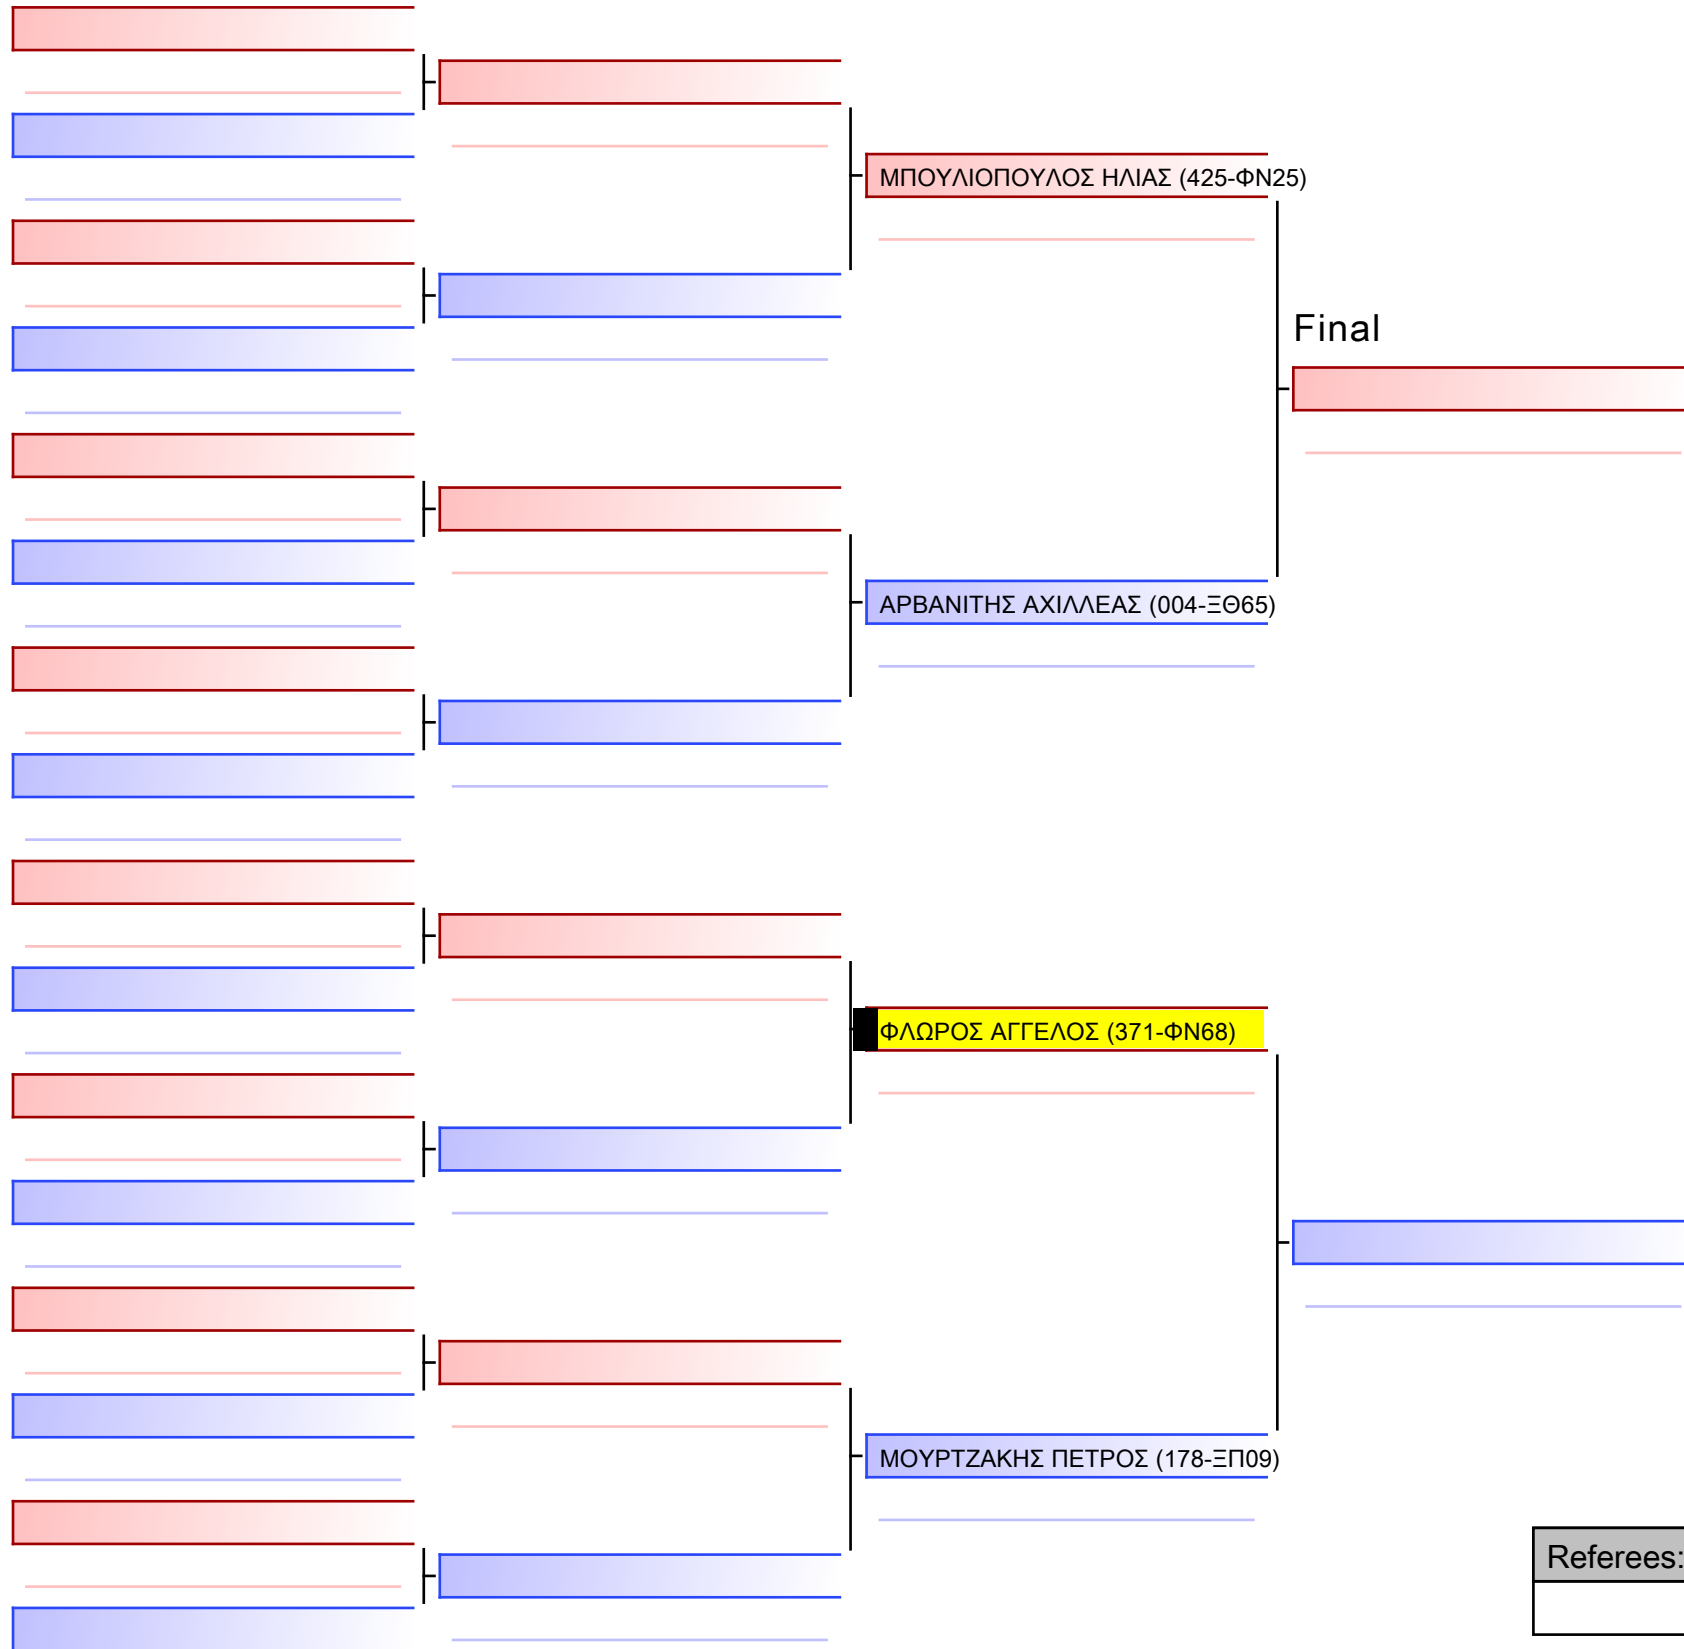 ΜΠΟΥΛΙΟΠΟΥΛΟΣ ΗΛΙΑΣ (425-ΦΝ25)
Final
ΑΡΒΑΝΙΤΗΣ ΑΧΙΛΛΕΑΣ (004-ΞΘ65)
ΦΛΩΡΟΣ ΑΓΓΕΛΟΣ (371-ΦΝ68)
ΜΟΥΡΤΖΑΚΗΣ ΠΕΤΡΟΣ (178-ΞΠ09)
Referees: